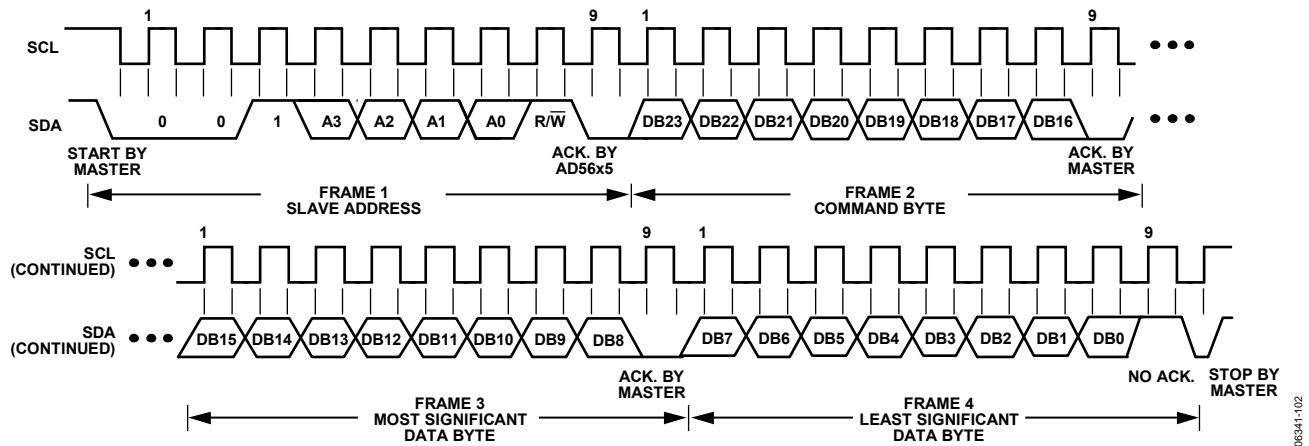 1 9 1 9
SCL
SDA
0 0 1 A3 A2 A1 A0 R/W̅ DB23 DB22 DB21 DB20 DB19 DB18 DB17 DB16
START BY
MASTER
ACK. BY
AD56x5
ACK. BY
MASTER
FRAME 1
SLAVE ADDRESS
FRAME 2
COMMAND BYTE
1 9 1 9
SCL
(CONTINUED)
SDA
(CONTINUED)
DB15 DB14 DB13 DB12 DB11 DB10 DB9 DB8 DB7 DB6 DB5 DB4 DB3 DB2 DB1 DB0
ACK. BY
MASTER
NO ACK.
STOP BY
MASTER
FRAME 3
MOST SIGNIFICANT
DATA BYTE
FRAME 4
LEAST SIGNIFICANT
DATA BYTE
06341-102